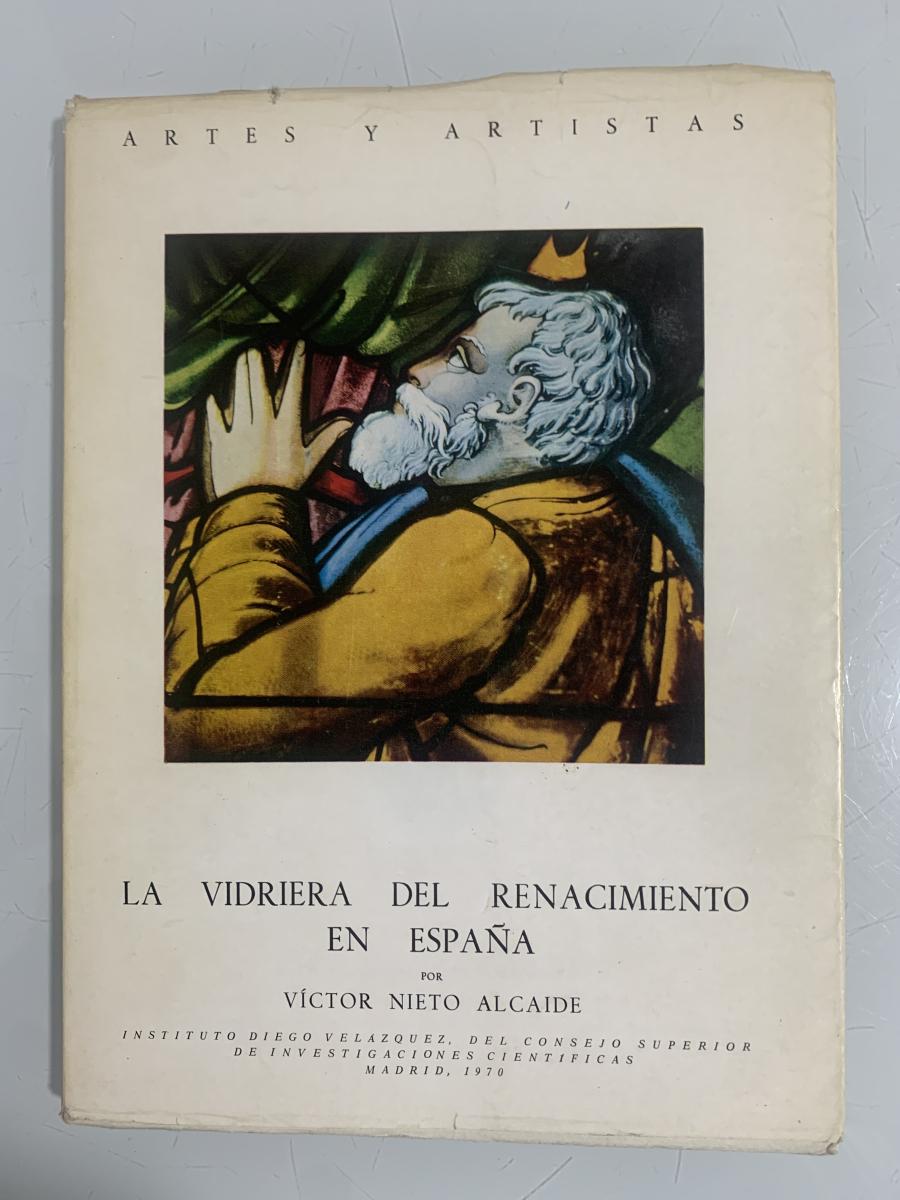 ARTES Y ARTISTAS
LA VIDRIERA DEL RENACIMIENTO
EN ESPAÑA
POR
VÍCTOR NIETO ALCAIDE
INSTITUTO DIEGO VELAZQUEZ, DEL CONSEJO SUPERIOR
DE INVESTIGACIONES CIENTÍFICAS
MADRID, 1970